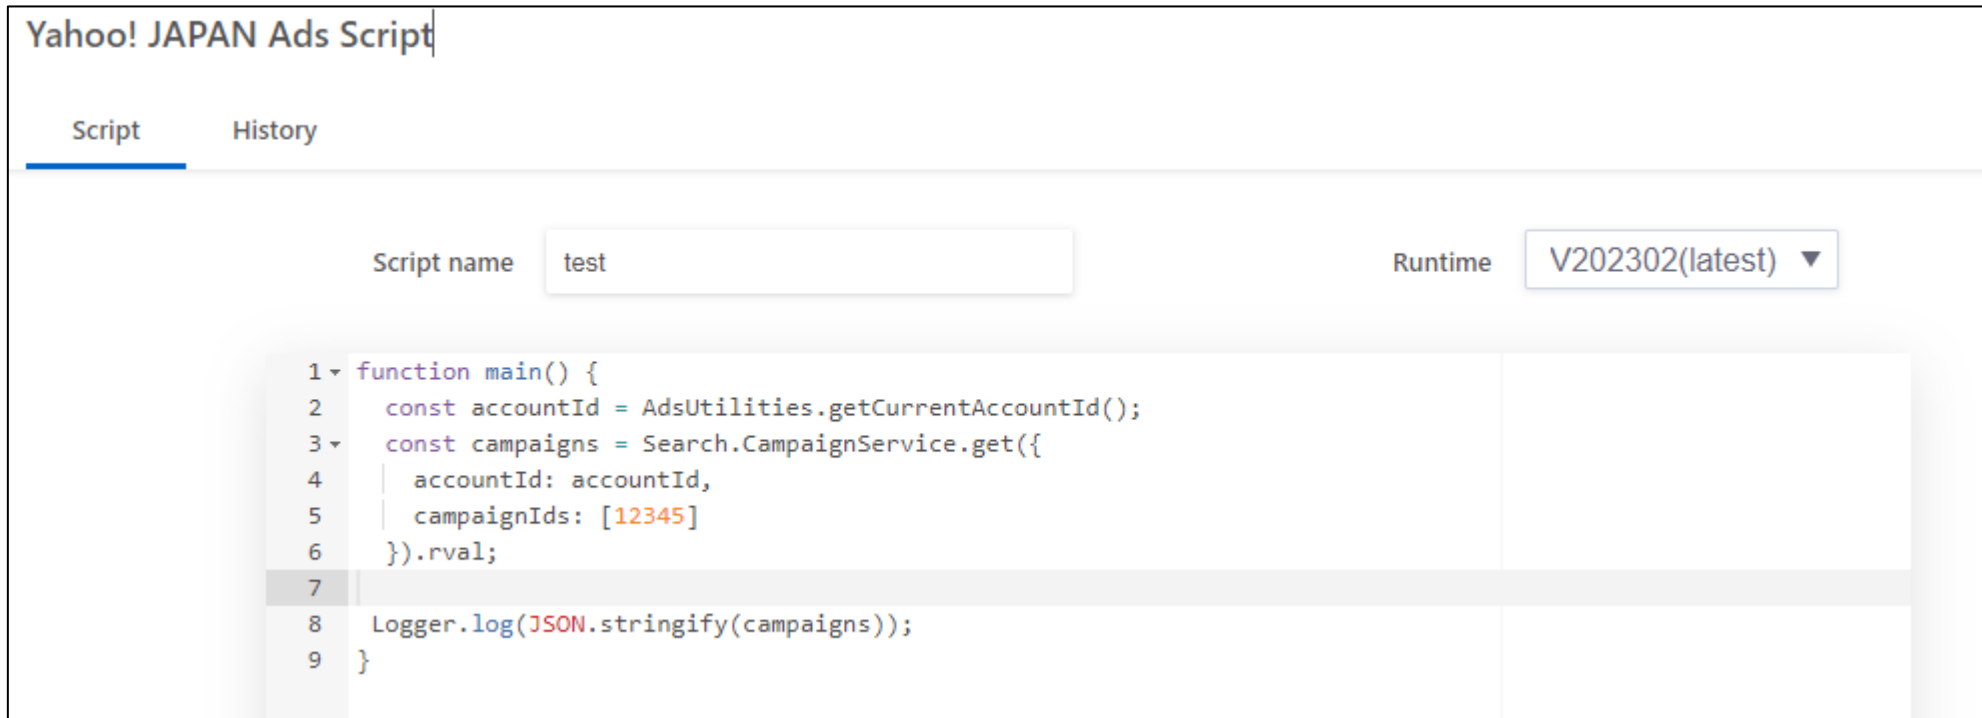 Yahoo! JAPAN Ads Script
Script History
Script name test Runtime V202302(latest) ▼
1 function main() {
2 const accountId = AdsUtilities.getCurrentAccountId();
3 const campaigns = Search.CampaignService.get({
4 accountId: accountId,
5 campaignIds: [12345]
6 }).rval;
7
8 Logger.log(JSON.stringify(campaigns));
9 }